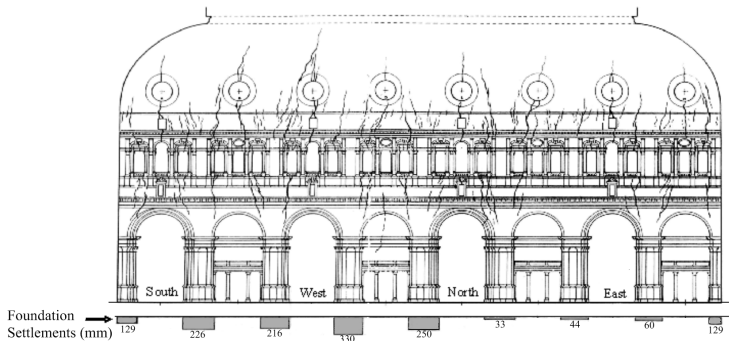 South West North East
Foundation
Settlements (mm)
129 226 216 330 250 33 44 60 129